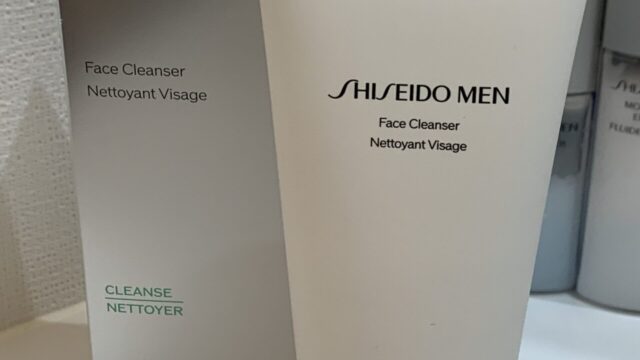 Face Cleanser
Nettoyant Visage
CLEANSE
NETTOYER
SHISEIDO MEN
Face Cleanser
Nettoyant Visage